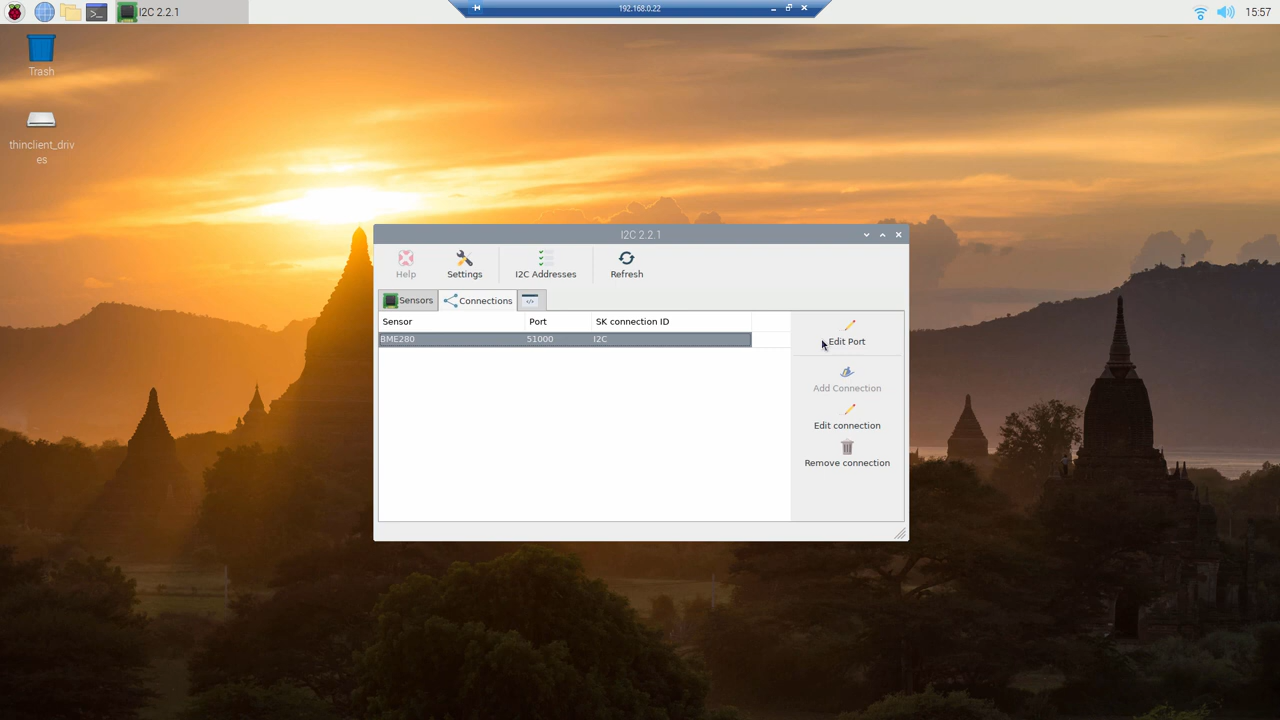 I2C 2.2.1
192.168.0.22
15:57
Trash
thinclient_driv
es
I2C 2.2.1
Help
Settings
I2C Addresses
Refresh
Sensors
Connections
Sensor
Port
SK connection ID
BME280
51000
I2C
Edit Port
Add Connection
Edit connection
Remove connection